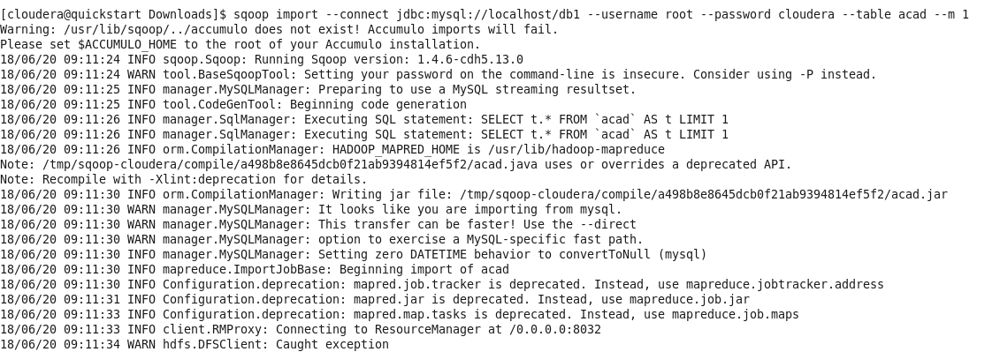 [cloudera@quickstart Downloads]$ sqoop import --connect jdbc:mysql://localhost/db1 --username root --password cloudera --table acad --m 1
Warning: /usr/lib/sqoop/../accumulo does not exist! Accumulo imports will fail.
Please set $ACCUMULO_HOME to the root of your Accumulo installation.
18/06/20 09:11:24 INFO sqoop.Sqoop: Running Sqoop version: 1.4.6-cdh5.13.0
18/06/20 09:11:24 WARN tool.BaseSqoopTool: Setting your password on the command-line is insecure. Consider using -P instead.
18/06/20 09:11:25 INFO manager.MySQLManager: Preparing to use a MySQL streaming resultset.
18/06/20 09:11:25 INFO tool.CodeGenTool: Beginning code generation
18/06/20 09:11:26 INFO manager.SqlManager: Executing SQL statement: SELECT t.* FROM `acad` AS t LIMIT 1
18/06/20 09:11:26 INFO manager.SqlManager: Executing SQL statement: SELECT t.* FROM `acad` AS t LIMIT 1
18/06/20 09:11:26 INFO orm.CompilationManager: HADOOP_MAPRED_HOME is /usr/lib/hadoop-mapreduce
Note: /tmp/sqoop-cloudera/compile/a498b8e8645dcb0f21ab9394814ef5f2/acad.java uses or overrides a deprecated API.
Note: Recompile with -Xlint:deprecation for details.
18/06/20 09:11:30 INFO orm.CompilationManager: Writing jar file: /tmp/sqoop-cloudera/compile/a498b8e8645dcb0f21ab9394814ef5f2/acad.jar
18/06/20 09:11:30 WARN manager.MySQLManager: It looks like you are importing from mysql.
18/06/20 09:11:30 WARN manager.MySQLManager: This transfer can be faster! Use the --direct
18/06/20 09:11:30 WARN manager.MySQLManager: option to exercise a MySQL-specific fast path.
18/06/20 09:11:30 INFO manager.MySQLManager: Setting zero DATETIME behavior to convertToNull (mysql)
18/06/20 09:11:30 INFO mapreduce.ImportJobBase: Beginning import of acad
18/06/20 09:11:30 INFO Configuration.deprecation: mapred.job.tracker is deprecated. Instead, use mapreduce.jobtracker.address
18/06/20 09:11:31 INFO Configuration.deprecation: mapred.jar is deprecated. Instead, use mapreduce.job.jar
18/06/20 09:11:33 INFO Configuration.deprecation: mapred.map.tasks is deprecated. Instead, use mapreduce.job.maps
18/06/20 09:11:33 INFO client.RMProxy: Connecting to ResourceManager at /0.0.0.0:8032
18/06/20 09:11:34 WARN hdfs.DFSClient: Caught exception